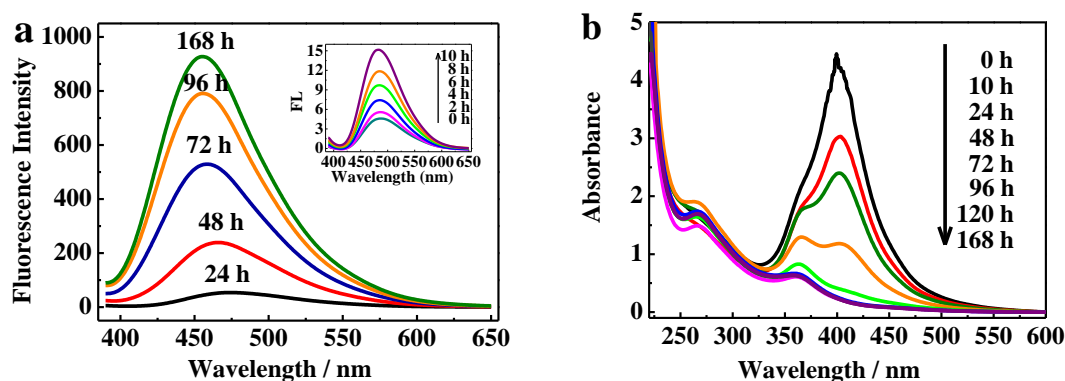 a
Fluorescence Intensity
1000
800
600
400
200
0
168 h
96 h
72 h
48 h
24 h
400 450 500 550 600 650
Wavelength / nm
FL
15
12
9
6
3
0
10 h
8 h
6 h
4 h
2 h
0 h
400 450 500 550 600 650
Wavelength (nm)
b
Absorbance
5
4
3
2
1
0
0 h
10 h
24 h
48 h
72 h
96 h
120 h
168 h
250 300 350 400 450 500 550 600
Wavelength / nm